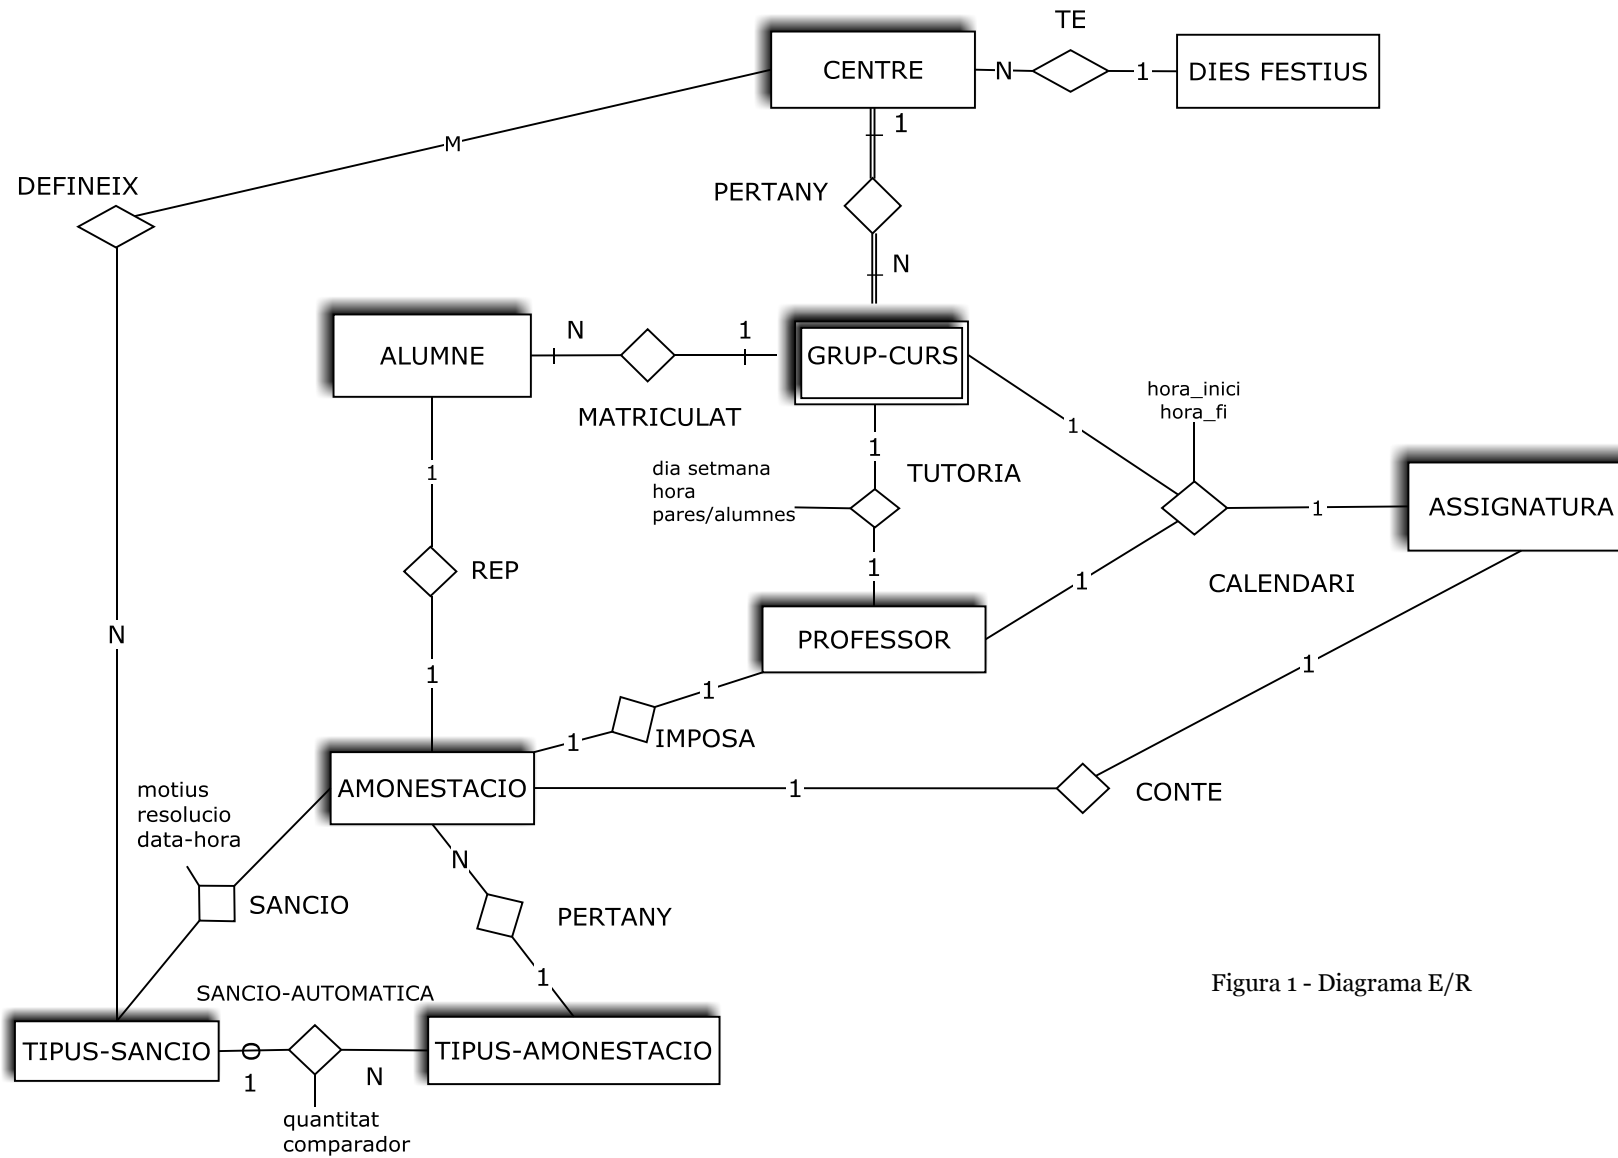 TE
CENTRE
N
1
DIES FESTIUS
1
M
DEFINEIX
PERTANY
N
N
1
ALUMNE
GRUP-CURS
MATRICULAT
hora_inici
hora_fi
1
1
1
dia setmana
hora
pares/alumnes
TUTORIA
ASSIGNATURA
1
REP
1
1
CALENDARI
N
PROFESSOR
1
1
1
1
IMPOSA
AMONESTACIO
1
CONTE
motius
resolucio
data-hora
N
SANCIO
PERTANY
1
SANCIO-AUTOMATICA
Figura 1 - Diagrama E/R
TIPUS-SANCIO
TIPUS-AMONESTACIO
1
N
quantitat
comparador